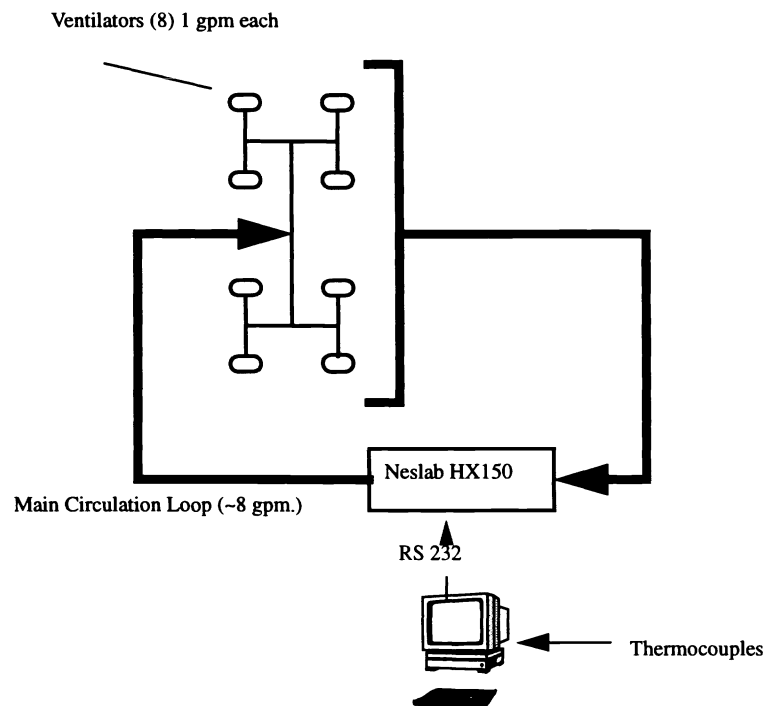 Ventilators (8) 1 gpm each
Neslab HX150
Main Circulation Loop (~8 gpm.)
RS 232
Thermocouples